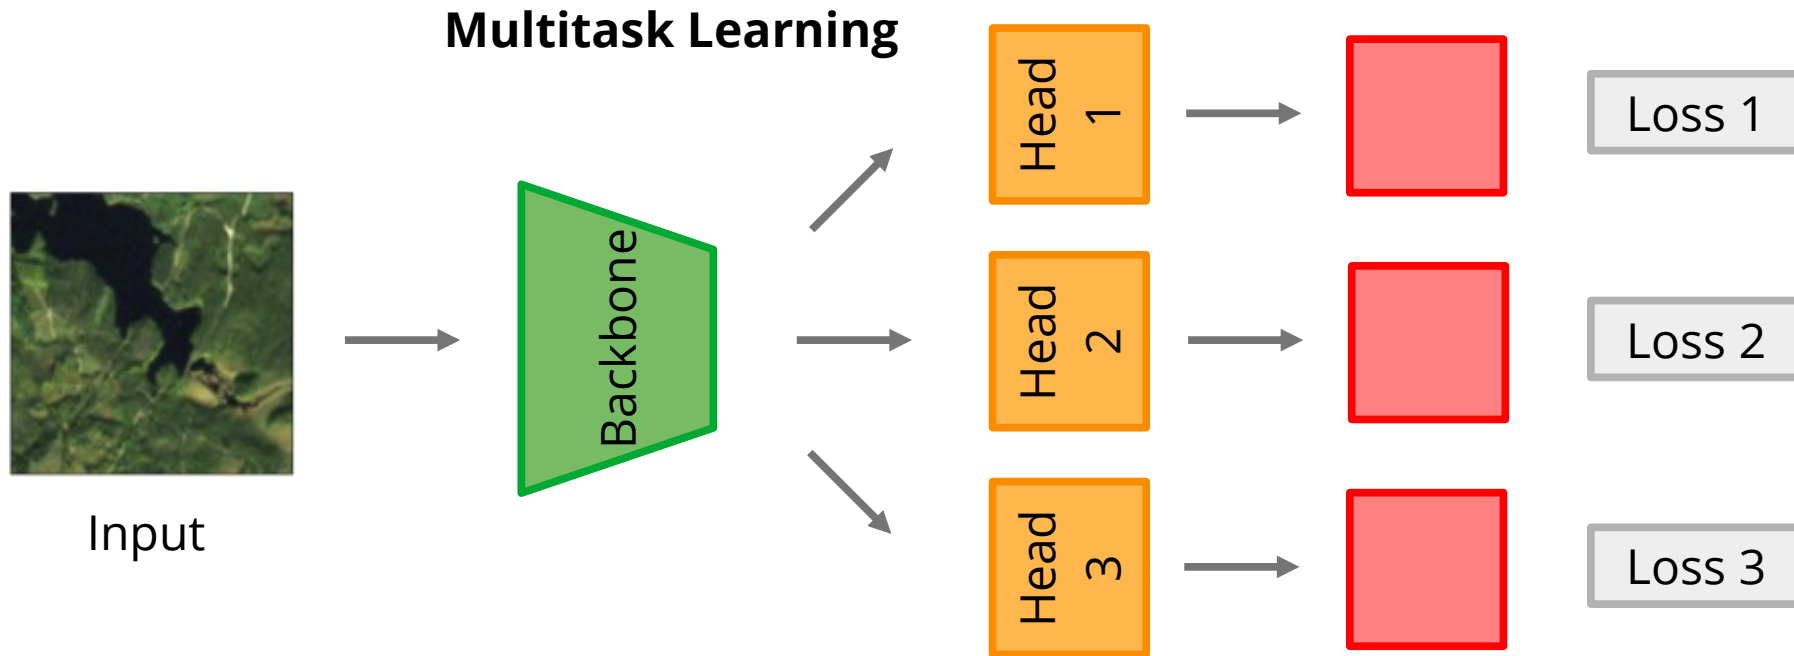 Multitask Learning
Input
Backbone
Head
1
Loss 1
Head
2
Loss 2
Head
3
Loss 3